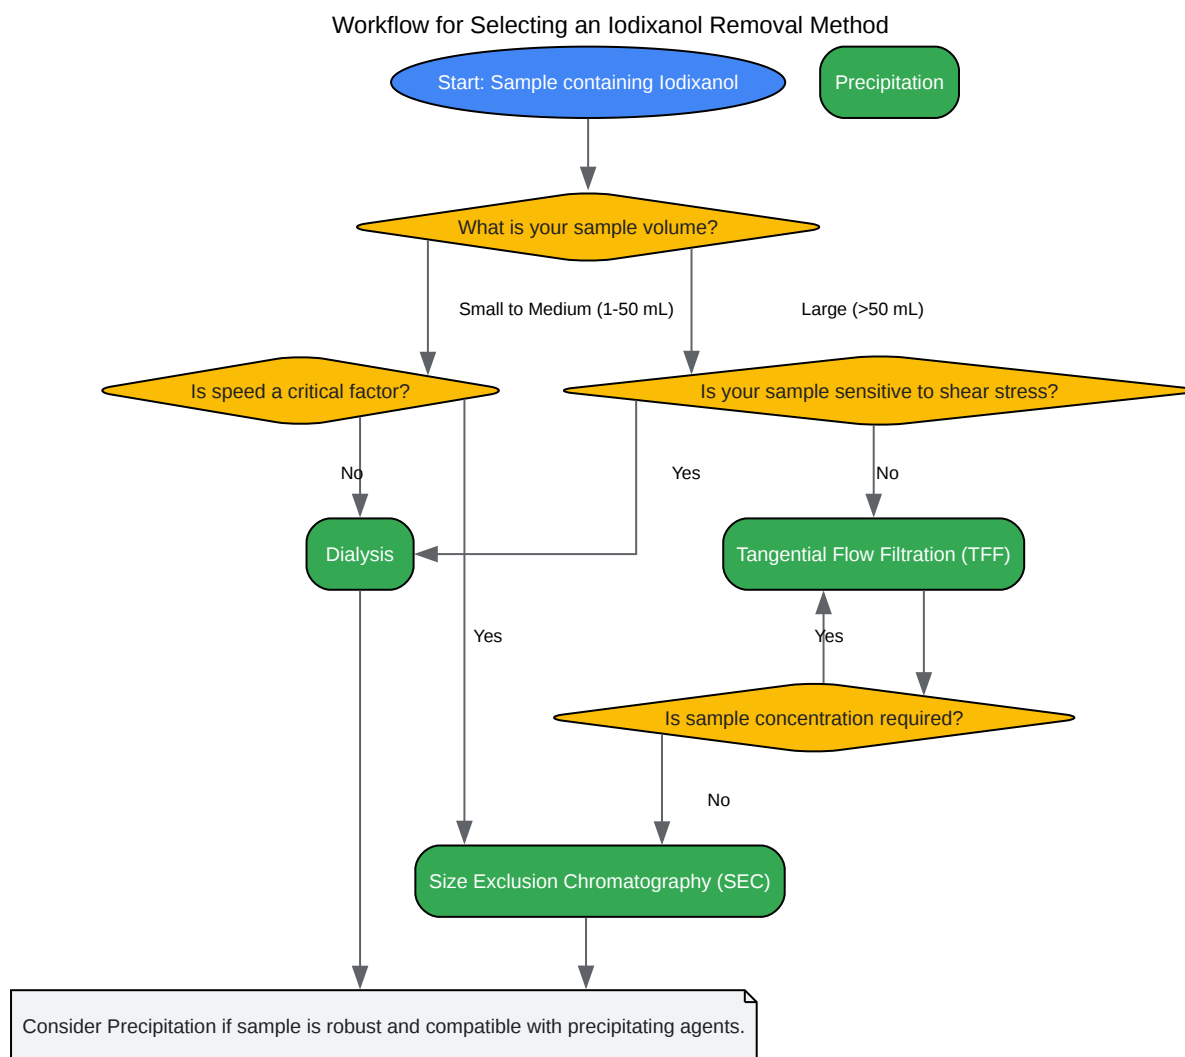 Workflow for Selecting an Iodixanol Removal Method
Start: Sample containing Iodixanol
Precipitation
What is your sample volume?
Small to Medium (1-50 mL)
Large (>50 mL)
Is speed a critical factor?
Is your sample sensitive to shear stress?
No
Yes
No
Dialysis
Tangential Flow Filtration (TFF)
Yes
Yes
Is sample concentration required?
No
Size Exclusion Chromatography (SEC)
Consider Precipitation if sample is robust and compatible with precipitating agents.